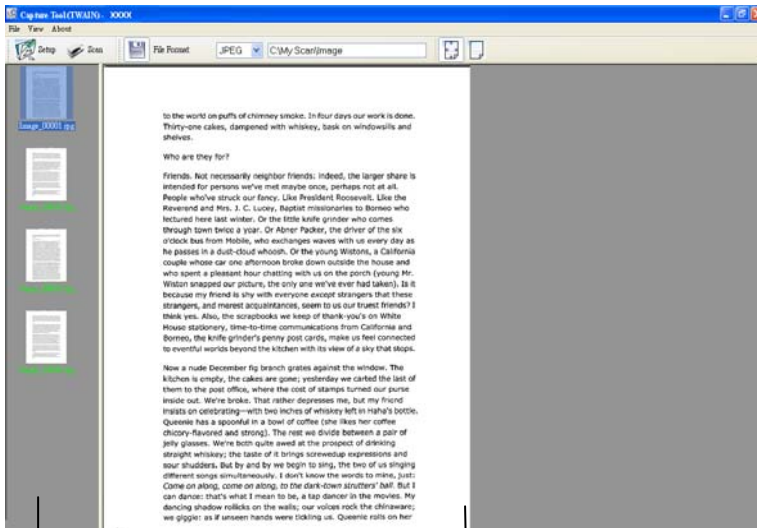 Capture Tool(TWAIN) - XXXX
File View About
Setup Scan File Format JPEG C:\My Scan\Image
Image_00001.jpg
to the world on puffs of chimney smoke. In four days our work is done.
Thirty-one cakes, dampened with whiskey, bask on windowsills and
shelves.
Who are they for?
Friends. Not necessarily neighbor friends: indeed, the larger share is
intended for persons we've met maybe once, perhaps not at all.
People who've struck our fancy. Like President Roosevelt. Like the
Reverend and Mrs. J. C. Lucey, Baptist missionaries to Borneo who
lectured here last winter. Or the little knife grinder who comes
through town twice a year. Or Abner Packer, the driver of the six
o'clock bus from Mobile, who exchanges waves with us every day as
he passes in a dust-cloud whoosh. Or the young Wistons, a California
couple whose car one afternoon broke down outside the house and
who spent a pleasant hour chatting with us on the porch (young Mr.
Wiston snapped our picture, the only one we've ever had taken). Is it
because my friend is shy with everyone except strangers that these
strangers, and merest acquaintances, seem to us our truest friends? I
think yes. Also, the scrapbooks we keep of thank-you's on White
House stationery, time-to-time communications from California and
Borneo, the knife grinder's penny post cards, make us feel connected
to eventful worlds beyond the kitchen with its view of a sky that stops.
Now a nude December fig branch grates against the window. The
kitchen is empty, the cakes are gone; yesterday we carted the last of
them to the post office, where the cost of stamps turned our purse
inside out. We're broke. That rather depresses me, but my friend
insists on celebrating—with two inches of whiskey left in Haha's bottle.
Queenie has a spoonful in a bowl of coffee (she likes her coffee
chicory-flavored and strong). The rest we divide between a pair of
jelly glasses. We're both quite awed at the prospect of drinking
straight whiskey; the taste of it brings screwedup expressions and
sour shudders. But by and by we begin to sing, the two of us singing
different songs simultaneously. I don't know the words to mine, just:
Come on along, come on along, to the dark-town strutters' ball. But I
can dance: that's what I mean to be, a tap dancer in the movies. My
dancing shadow rollicks on the walls; our voices rock the chinaware;
we giggle: as if unseen hands were tickling us. Queenie rolls on her